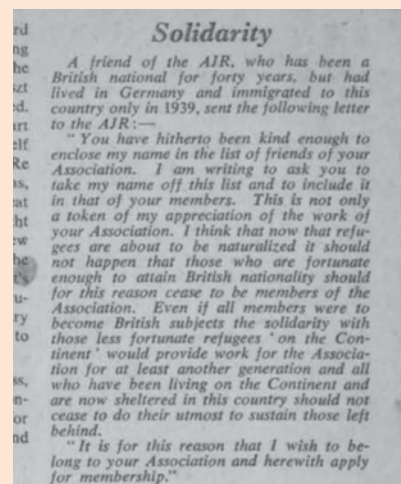 Solidarity
A friend of the AJR, who has been a
British national for forty years, but had
lived in Germany and immigrated to this
country only in 1939, sent the following letter
to the AJR:—
"You have hitherto been kind enough to
enclose my name in the list of friends of your
Association. I am writing to ask you to
take my name off this list and to include it
in that of your members. This is not only
a token of my appreciation of the work of
your Association. I think that now that refu-
gees are about to be naturalized it should
not happen that those who are fortunate
enough to attain British nationality should
for this reason cease to be members of the
Association. Even if all members were to
become British subjects the solidarity with
those less fortunate refugees 'on the Con-
tinent' would provide work for the Associa-
tion for at least another generation and all
who have been living on the Continent and
are now sheltered in this country should not
cease to do their utmost to sustain those left
behind.
"It is for this reason that I wish to be-
long to your Association and herewith apply
for membership."